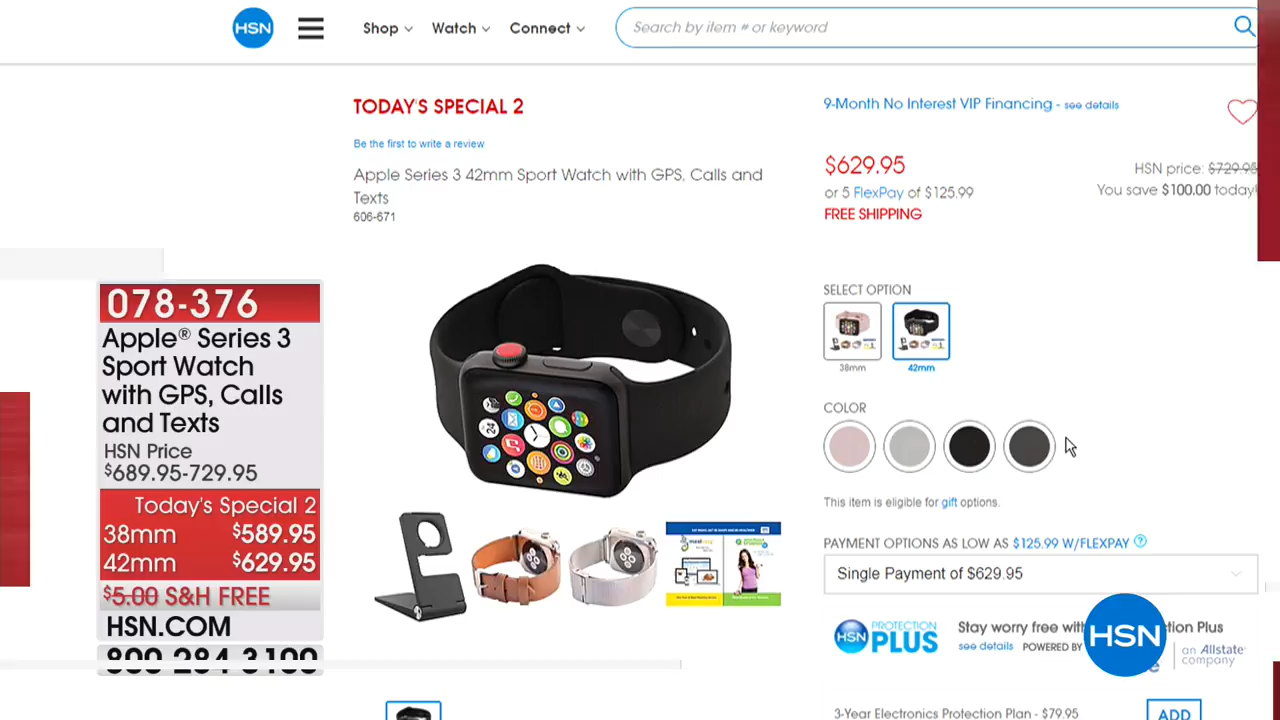 HSN
Shop
Watch
Connect
Search by item # or keyword
TODAY'S SPECIAL 2
Be the first to write a review
Apple Series 3 42mm Sport Watch with GPS, Calls and
Texts
606-671
9-Month No Interest VIP Financing - see details
$629.95
HSN price: $729.95
or 5 FlexPay of $125.99
You save $100.00 today!
FREE SHIPPING
SELECT OPTION
38mm
42mm
COLOR
This item is eligible for gift options.
PAYMENT OPTIONS AS LOW AS $125.99 W/FLEXPAY
Single Payment of $629.95
HSN PROTECTION
PLUS
Stay worry free with
ction Plus
see details POWERED BY
an Allstate
company
HSN
3-Year Electronics Protection Plan - $79.95
ADD
078-376
Apple® Series 3
Sport Watch
with GPS, Calls
and Texts
HSN Price
$689.95-729.95
Today's Special 2
38mm $589.95
42mm $629.95
$5.00 S&H FREE
HSN.COM
800-284-3100